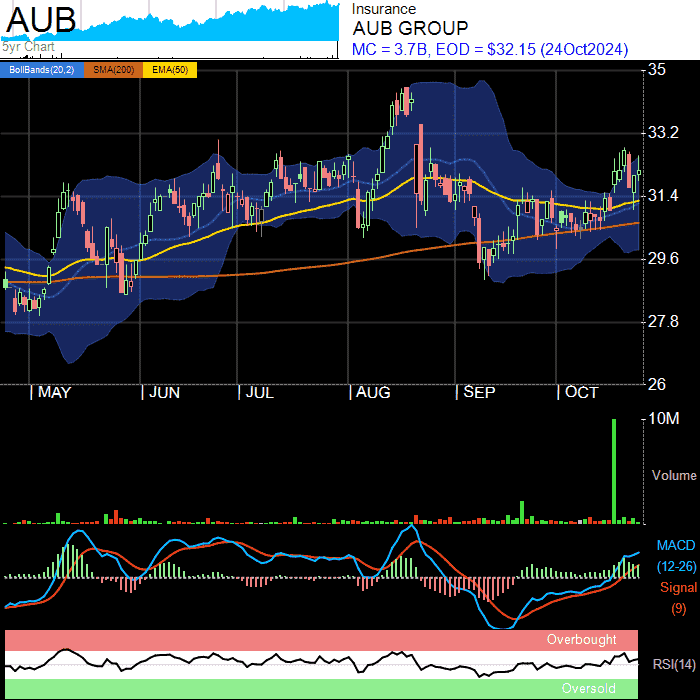 AUB
5yr Chart
Insurance
AUB GROUP
MC = 3.7B, EOD = $32.15 (24Oct2024)
BollBands(20,2) SMA(200) EMA(50)
35
33.2
31.4
29.6
27.8
26
MAY JUN JUL AUG SEP OCT
10M
Volume
MACD
(12-26)
Signal
(9)
Overbought
RSI(14)
Oversold